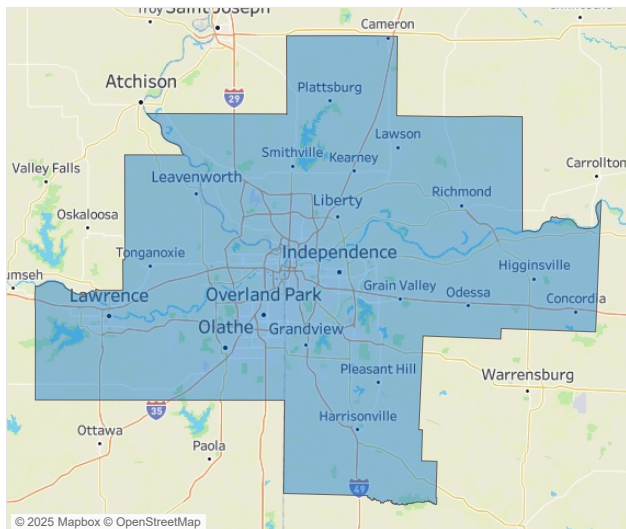 Troy
Saint Joseph
Cameron
Atchison
29
Plattsburg
Lawson
Smithville
Kearney
Valley Falls
Leavenworth
Carrollton
Richmond
Liberty
Oskaloosa
Tonganoxie
Independence
umseh
Higginsville
Grain Valley
Lawrence
Overland Park
Odessa
Concordia
Olathe
Grandview
Pleasant Hill
Warrensburg
35
Harrisonville
Ottawa
Paola
49
© 2025 Mapbox © OpenStreetMap